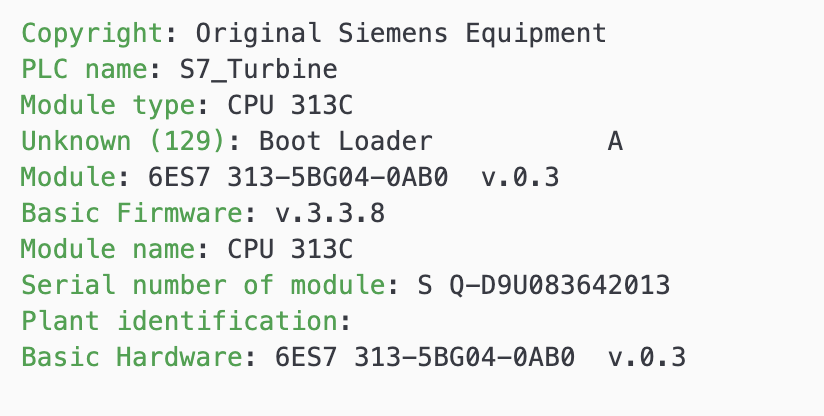 Copyright: Original Siemens Equipment
PLC name: S7_Turbine
Module type: CPU 313C
Unknown (129): Boot Loader           A
Module: 6ES7 313-5BG04-0AB0  v.0.3
Basic Firmware: v.3.3.8
Module name: CPU 313C
Serial number of module: S Q-D9U083642013
Plant identification:
Basic Hardware: 6ES7 313-5BG04-0AB0  v.0.3